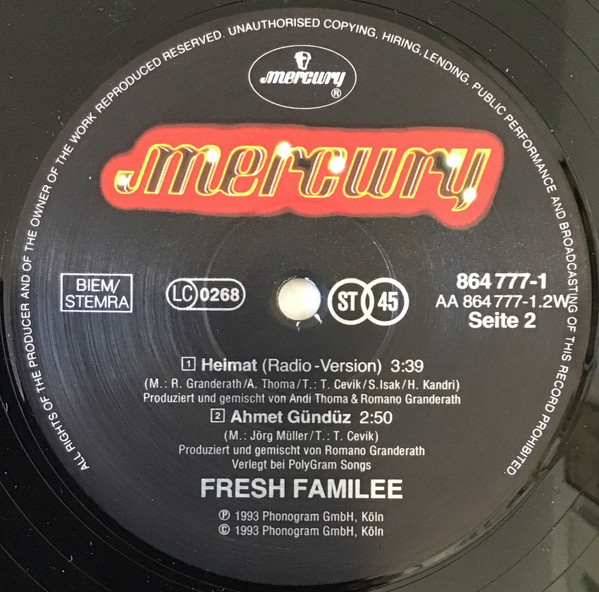 ALL RIGHTS OF THE PRODUCER AND OF THE OWNER OF THE WORK REPRODUCED RESERVED. UNAUTHORISED COPYING, HIRING, LENDING, PUBLIC PERFORMANCE AND BROADCASTING OF THIS RECORD PROHIBITED.
mercury
®
mercury
BIEM/
STEMRA
LC 0268
ST 45
864 777-1
AA 864 777-1.2W
Seite 2
1 Heimat (Radio-Version) 3:39
(M.: R. Granderath/A. Thoma/T.: T. Cevik/S.Isak/H. Kandri)
Produziert und gemischt von Andi Thoma & Romano Granderath
2 Ahmet Gündüz 2:50
(M.: Jörg Müller/T.: T. Cevik)
Produziert und gemischt von Romano Granderath
Verlegt bei PolyGram Songs
FRESH FAMILEE
℗ 1993 Phonogram GmbH, Köln
© 1993 Phonogram GmbH, Köln